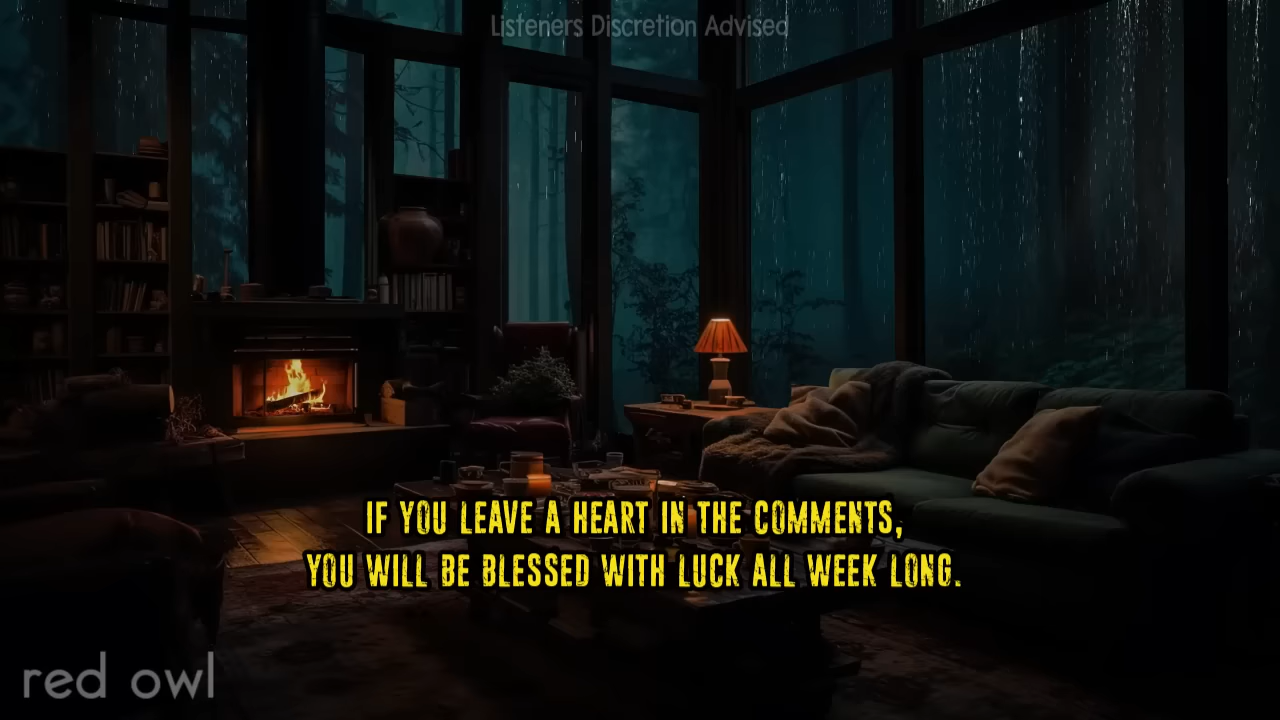 Listeners Discretion Advised
IF YOU LEAVE A HEART IN THE COMMENTS,
YOU WILL BE BLESSED WITH LUCK ALL WEEK LONG.
red owl